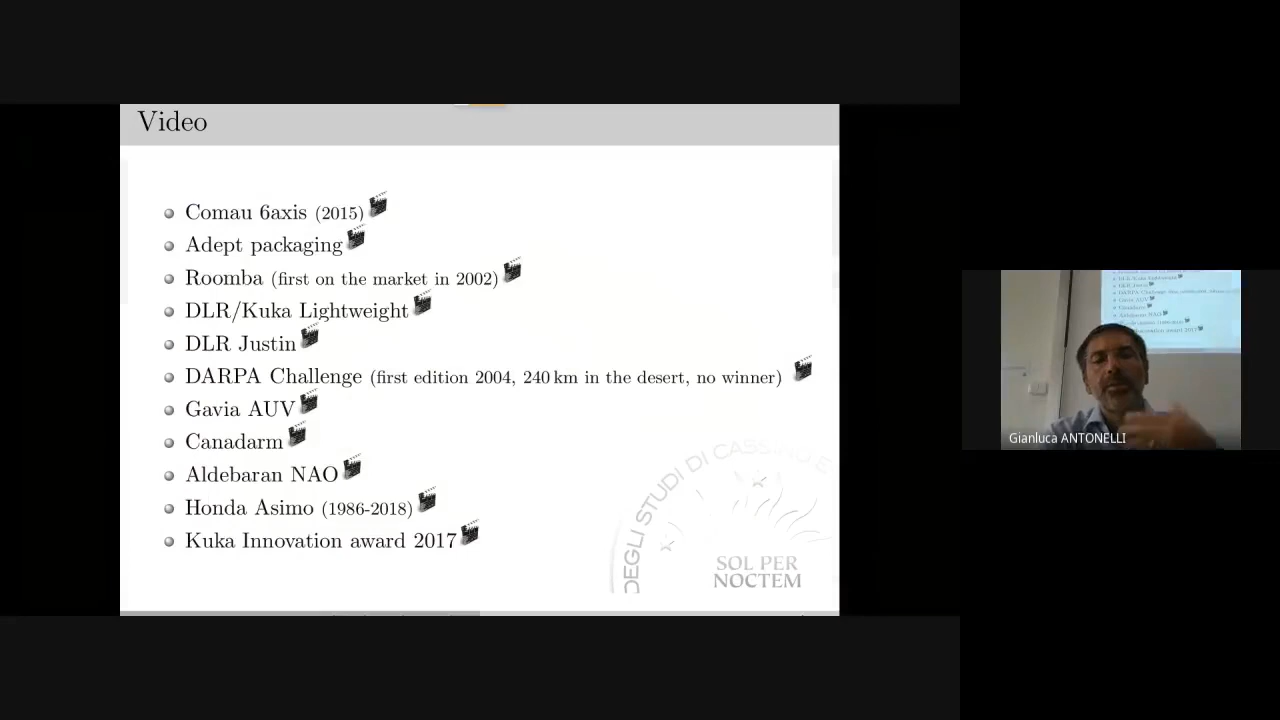 Video
Comau 6axis (2015)
Adept packaging
Roomba (first on the market in 2002)
DLR/Kuka Lightweight
DLR Justin
DARPA Challenge (first edition 2004, 240 km in the desert, no winner)
Gavia AUV
Canadarm
Aldebaran NAO
Honda Asimo (1986-2018)
Kuka Innovation award 2017
DEGLI STUDI DI CASSINO E
SOL PER
NOCTEM
Gianluca ANTONELLI